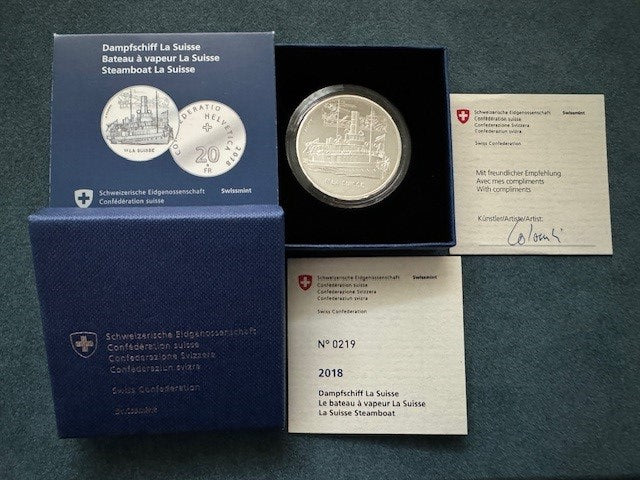 Dampfschiff La Suisse
Bateau à vapeur La Suisse
Steamboat La Suisse
LA SUISSE
CONFŒDERATIO
HELVETICA 2018
20
FR
Schweizerische Eidgenossenschaft Swissmint
Confédération suisse
LA SUISSE
Schweizerische Eidgenossenschaft Swissmint
Confédération suisse
Confederazione Svizzera
Confederaziun svizra
Swiss Confederation
Mit freundlicher Empfehlung
Avec mes compliments
With compliments
Künstler/Artiste/Artist:
Schweizerische Eidgenossenschaft
Confédération suisse
Confederazione Svizzera
Confederaziun svizra
Swiss Confederation
Swissmint
Schweizerische Eidgenossenschaft Swissmint
Confédération suisse
Confederazione Svizzera
Confederaziun svizra
Swiss Confederation
N° 0219
2018
Dampfschiff La Suisse
Le bateau à vapeur La Suisse
La Suisse Steamboat